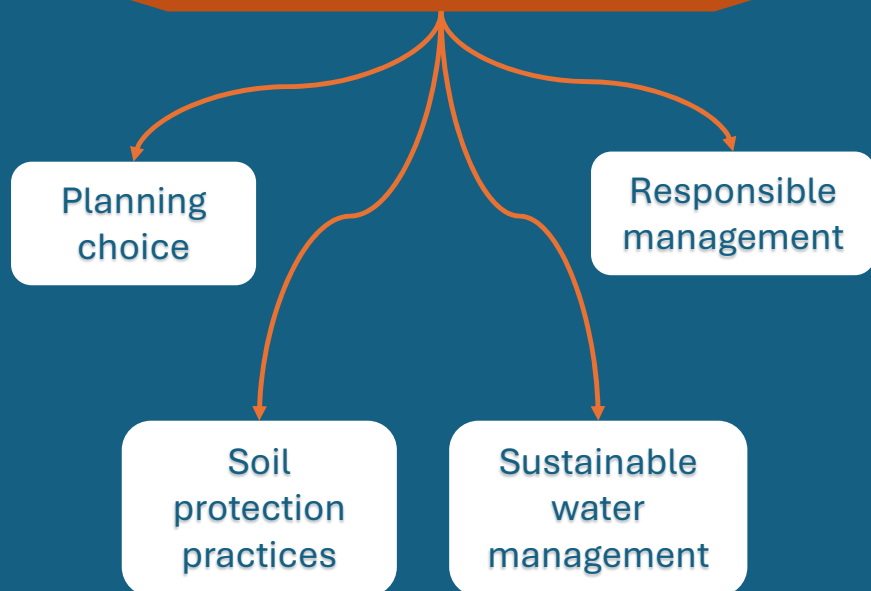 Planning
choice
Responsible
management
Soil
protection
practices
Sustainable
water
management